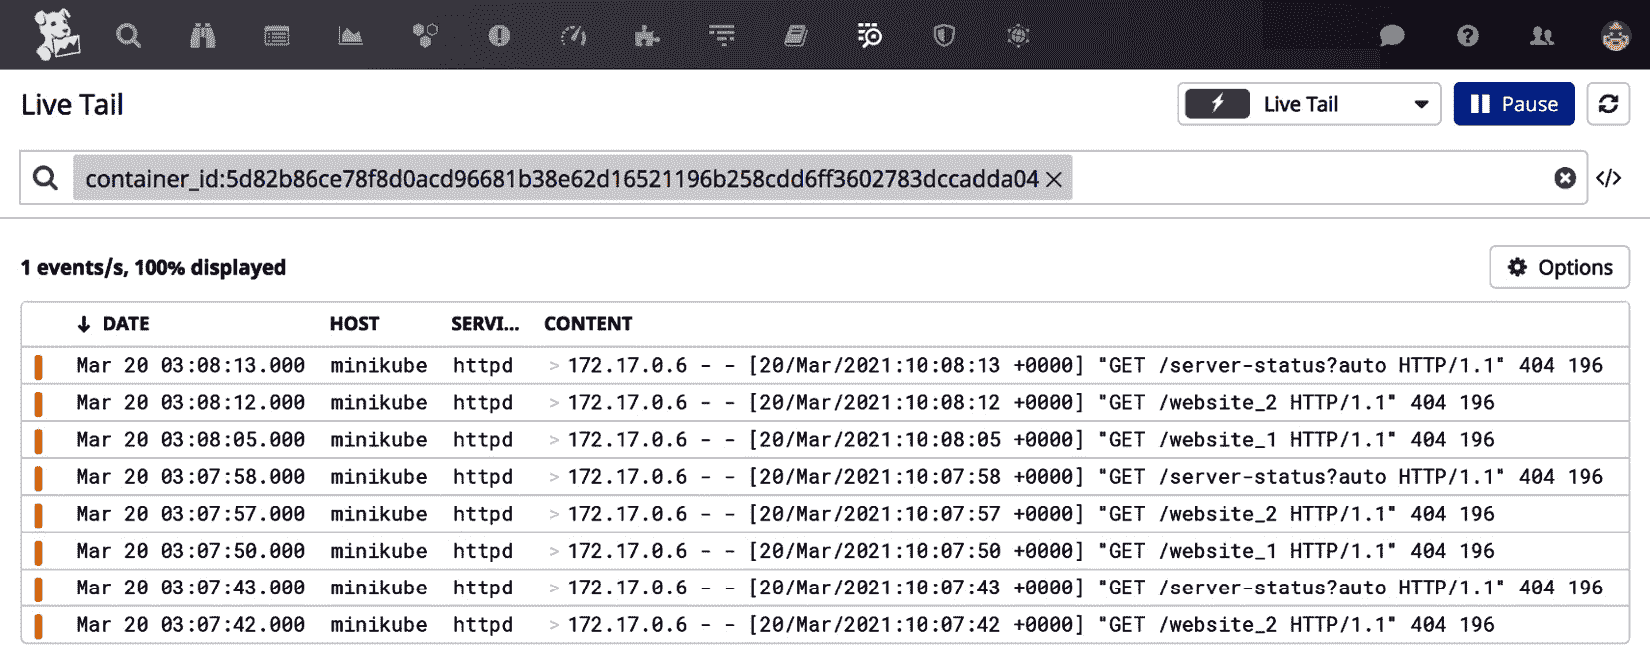 Live Tail
Live Tail
Pause
container_id:5d82b86ce78f8d0acd96681b38e62d16521196b258cdd6ff3602783dccadda04
1 events/s, 100% displayed
Options
DATE HOST SERVI... CONTENT
Mar 20 03:08:13.000 minikube httpd > 172.17.0.6 - - [20/Mar/2021:10:08:13 +0000] "GET /server-status?auto HTTP/1.1" 404 196
Mar 20 03:08:12.000 minikube httpd > 172.17.0.6 - - [20/Mar/2021:10:08:12 +0000] "GET /website_2 HTTP/1.1" 404 196
Mar 20 03:08:05.000 minikube httpd > 172.17.0.6 - - [20/Mar/2021:10:08:05 +0000] "GET /website_1 HTTP/1.1" 404 196
Mar 20 03:07:58.000 minikube httpd > 172.17.0.6 - - [20/Mar/2021:10:07:58 +0000] "GET /server-status?auto HTTP/1.1" 404 196
Mar 20 03:07:57.000 minikube httpd > 172.17.0.6 - - [20/Mar/2021:10:07:57 +0000] "GET /website_2 HTTP/1.1" 404 196
Mar 20 03:07:50.000 minikube httpd > 172.17.0.6 - - [20/Mar/2021:10:07:50 +0000] "GET /website_1 HTTP/1.1" 404 196
Mar 20 03:07:43.000 minikube httpd > 172.17.0.6 - - [20/Mar/2021:10:07:43 +0000] "GET /server-status?auto HTTP/1.1" 404 196
Mar 20 03:07:42.000 minikube httpd > 172.17.0.6 - - [20/Mar/2021:10:07:42 +0000] "GET /website_2 HTTP/1.1" 404 196